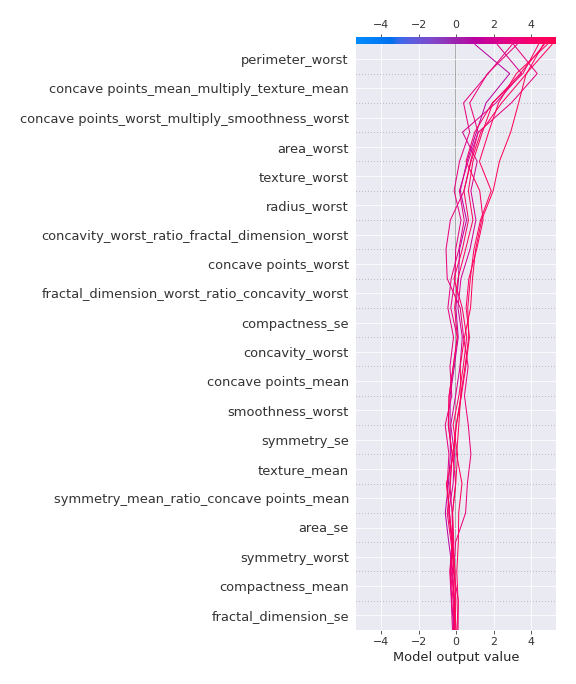 −4 −2 0 2 4
perimeter_worst
concave points_mean_multiply_texture_mean
concave points_worst_multiply_smoothness_worst
area_worst
texture_worst
radius_worst
concavity_worst_ratio_fractal_dimension_worst
concave points_worst
fractal_dimension_worst_ratio_concavity_worst
compactness_se
concavity_worst
concave points_mean
smoothness_worst
symmetry_se
texture_mean
symmetry_mean_ratio_concave points_mean
area_se
symmetry_worst
compactness_mean
fractal_dimension_se
−4 −2 0 2 4
Model output value